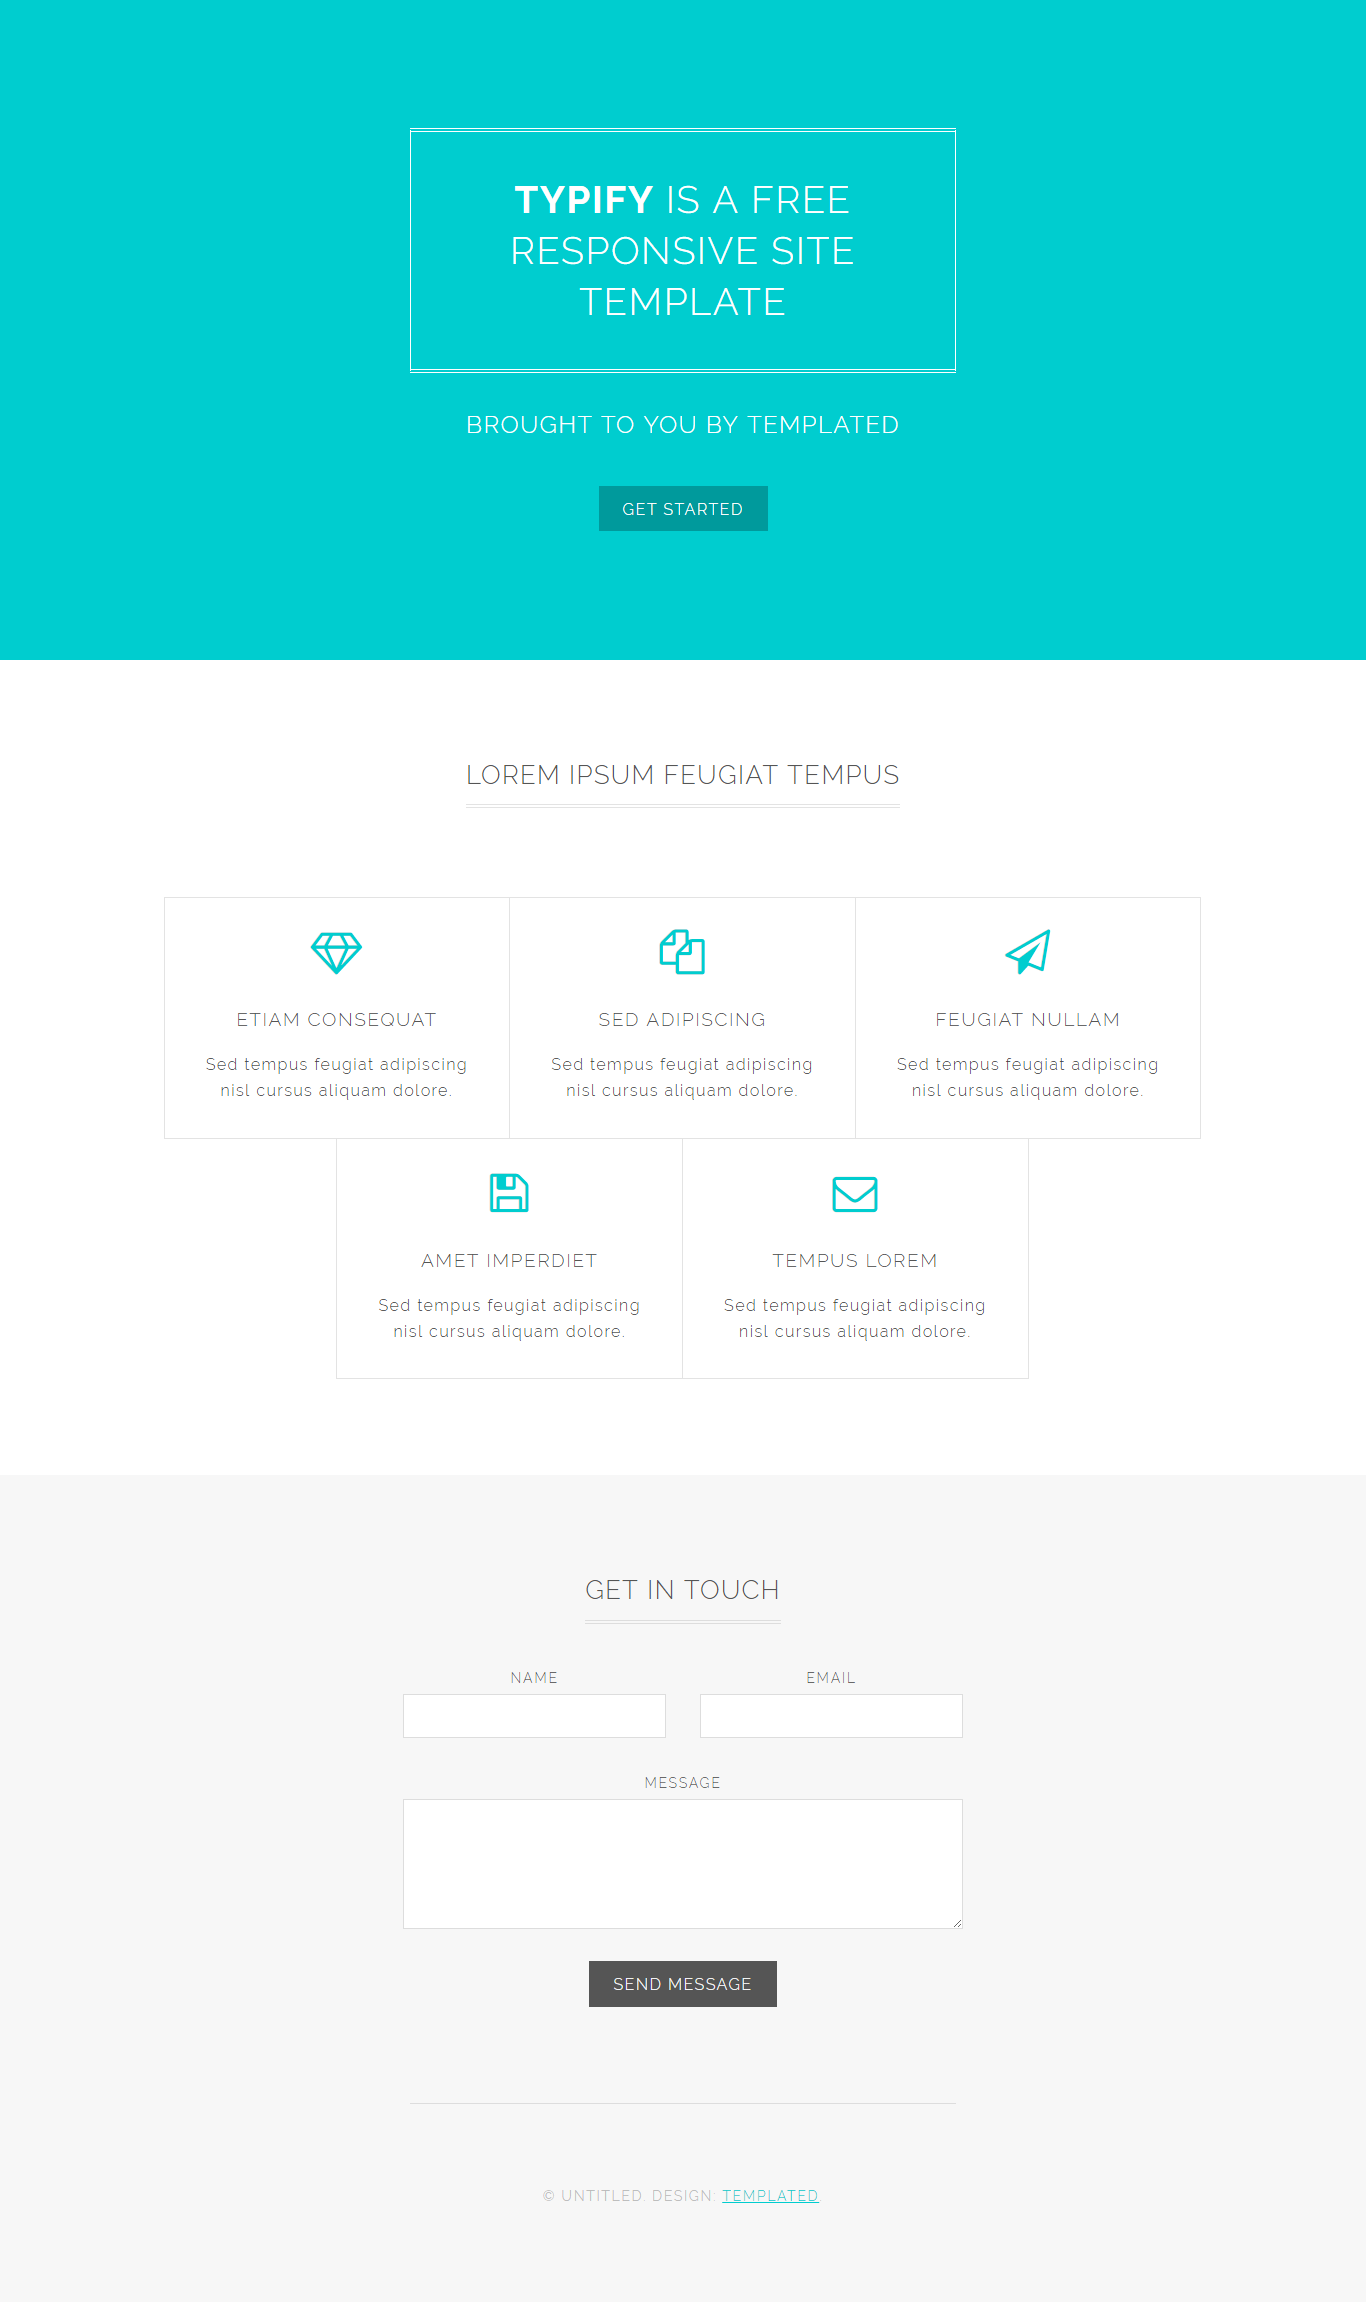 TYPIFY IS A FREE
RESPONSIVE SITE
TEMPLATE
BROUGHT TO YOU BY TEMPLATED
GET STARTED
LOREM IPSUM FEUGIAT TEMPUS
ETIAM CONSEQUAT
Sed tempus feugiat adipiscing
nisl cursus aliquam dolore.
SED ADIPISCING
Sed tempus feugiat adipiscing
nisl cursus aliquam dolore.
FEUGIAT NULLAM
Sed tempus feugiat adipiscing
nisl cursus aliquam dolore.
AMET IMPERDIET
Sed tempus feugiat adipiscing
nisl cursus aliquam dolore.
TEMPUS LOREM
Sed tempus feugiat adipiscing
nisl cursus aliquam dolore.
GET IN TOUCH
NAME
EMAIL
MESSAGE
SEND MESSAGE
© UNTITLED. DESIGN: TEMPLATED